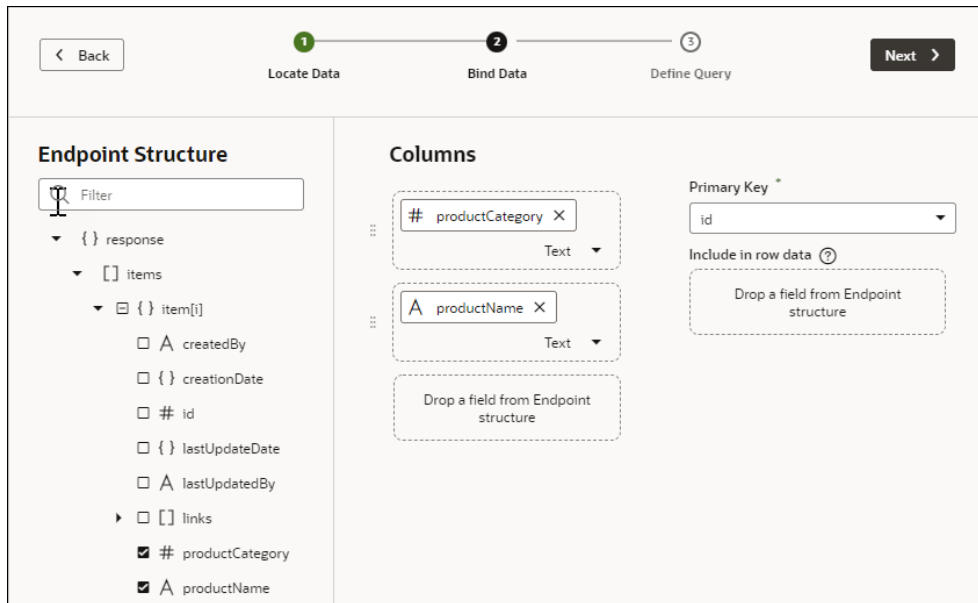 Back
1
2
3
Locate Data
Bind Data
Define Query
Next
Endpoint Structure
Filter
{ } response
[ ] items
{ } item[i]
A createdBy
{ } creationDate
# id
{ } lastUpdateDate
A lastUpdatedBy
[ ] links
# productCategory
A productName
Columns
# productCategory
Text
A productName
Text
Drop a field from Endpoint
structure
Primary Key *
id
Include in row data ?
Drop a field from Endpoint
structure